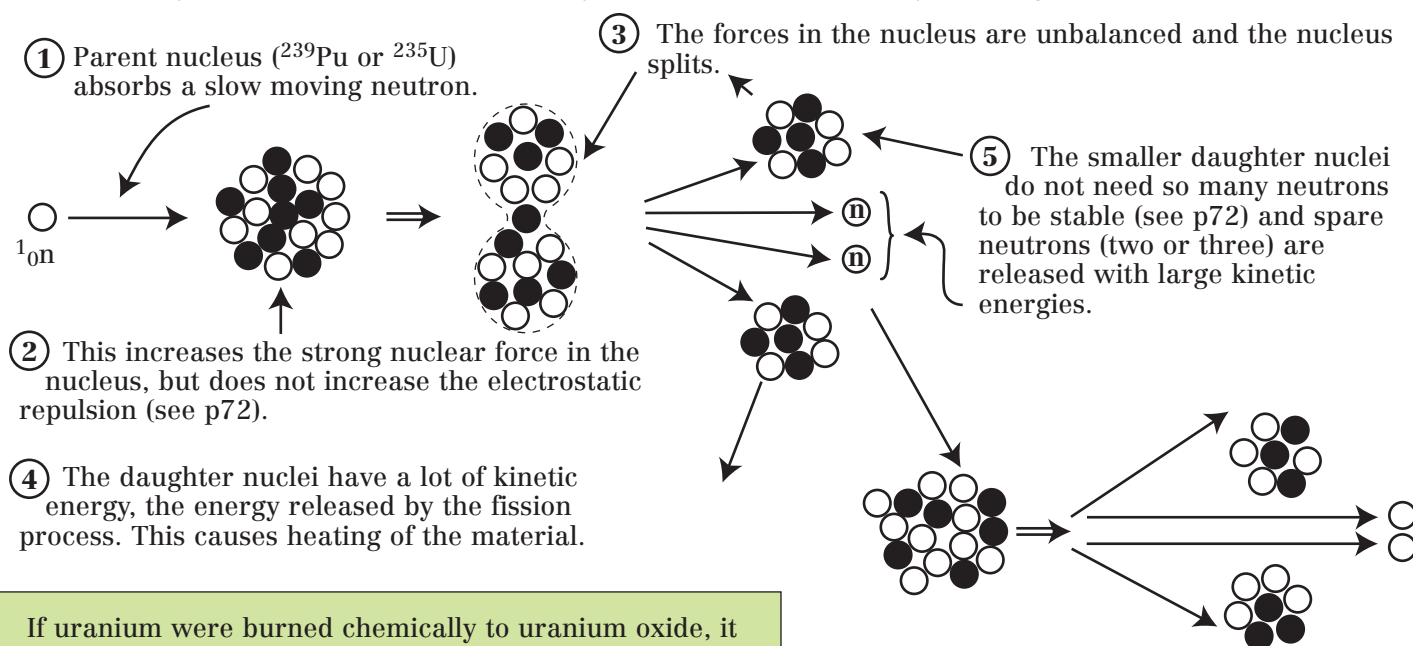 ③ The forces in the nucleus are unbalanced and the nucleus
splits.
① Parent nucleus (²³⁹Pu or ²³⁵U)
absorbs a slow moving neutron.
¹₀n
n
n
⑤ The smaller daughter nuclei
do not need so many neutrons
to be stable (see p72) and spare
neutrons (two or three) are
released with large kinetic
energies.
② This increases the strong nuclear force in the
nucleus, but does not increase the electrostatic
repulsion (see p72).
④ The daughter nuclei have a lot of kinetic
energy, the energy released by the fission
process. This causes heating of the material.
If uranium were burned chemically to uranium oxide, it